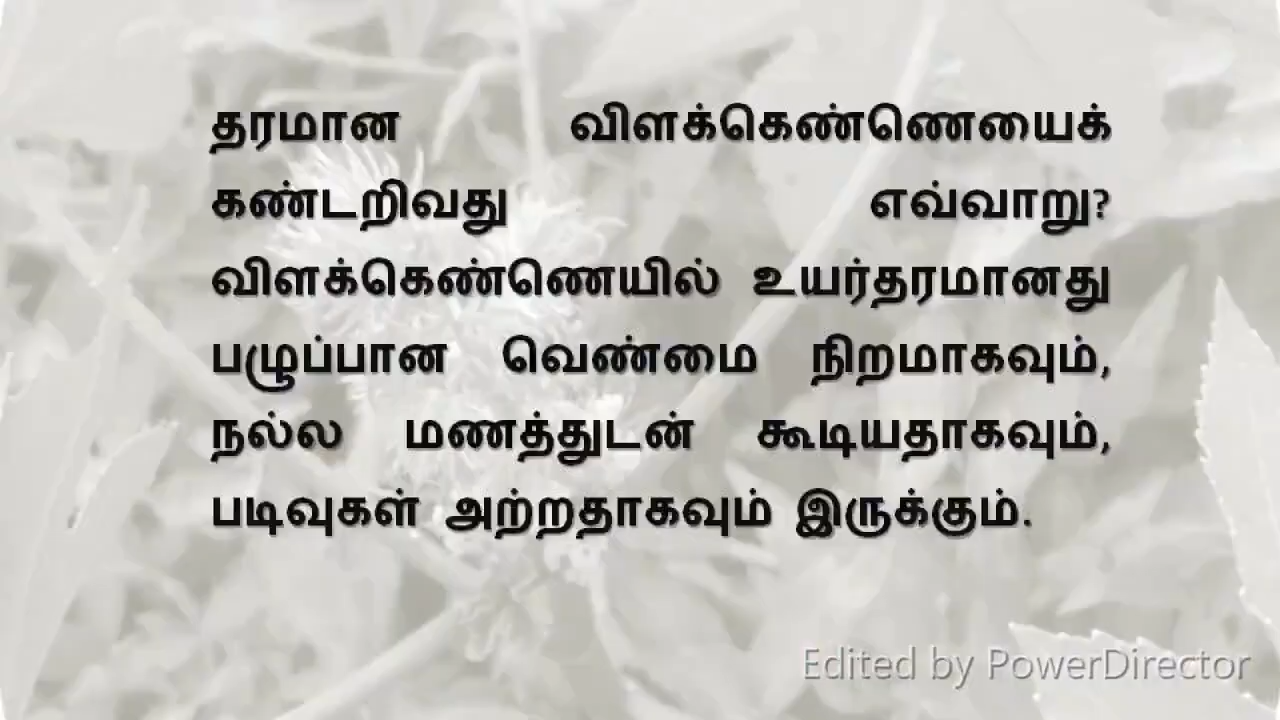 தரமான விளக்கெண்ணெயைக்
கண்டறிவது எவ்வாறு?
விளக்கெண்ணெயில் உயர்தரமானது
பழுப்பான வெண்மை நிறமாகவும்,
நல்ல மணத்துடன் கூடியதாகவும்,
படிவுகள் அற்றதாகவும் இருக்கும்.
Edited by PowerDirector